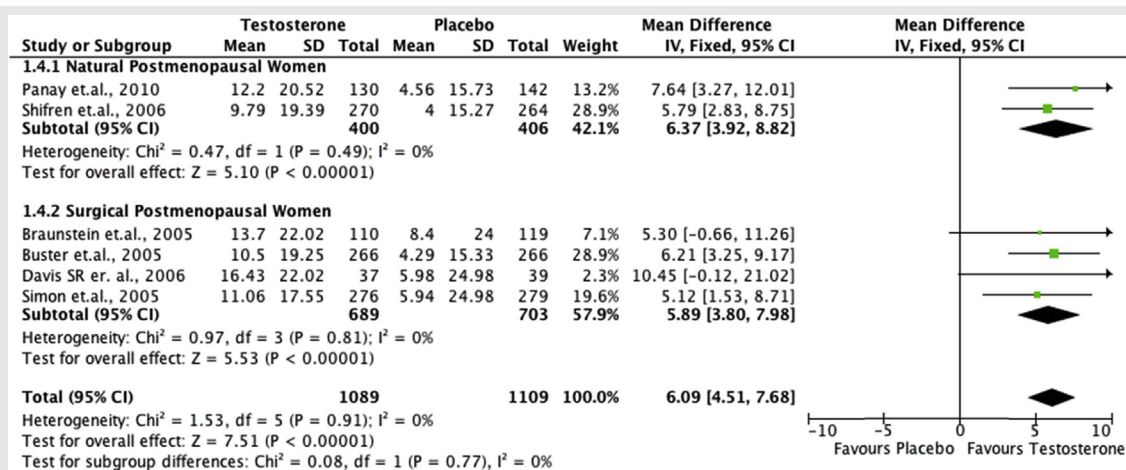 Testosterone Placebo Mean Difference Mean Difference
Study or Subgroup Mean SD Total Mean SD Total Weight IV, Fixed, 95% CI IV, Fixed, 95% CI
1.4.1 Natural Postmenopausal Women
Panay et.al., 2010 12.2 20.52 130 4.56 15.73 142 13.2% 7.64 [3.27, 12.01]
Shifren et.al., 2006 9.79 19.39 270 4 15.27 264 28.9% 5.79 [2.83, 8.75]
Subtotal (95% CI) 400 406 42.1% 6.37 [3.92, 8.82]
Heterogeneity: Chi² = 0.47, df = 1 (P = 0.49); I² = 0%
Test for overall effect: Z = 5.10 (P < 0.00001)
1.4.2 Surgical Postmenopausal Women
Braunstein et.al., 2005 13.7 22.02 110 8.4 24 119 7.1% 5.30 [-0.66, 11.26]
Buster et.al., 2005 10.5 19.25 266 4.29 15.33 266 28.9% 6.21 [3.25, 9.17]
Davis SR er. al., 2006 16.43 22.02 37 5.98 24.98 39 2.3% 10.45 [-0.12, 21.02]
Simon et.al., 2005 11.06 17.55 276 5.94 24.98 279 19.6% 5.12 [1.53, 8.71]
Subtotal (95% CI) 689 703 57.9% 5.89 [3.80, 7.98]
Heterogeneity: Chi² = 0.97, df = 3 (P = 0.81); I² = 0%
Test for overall effect: Z = 5.53 (P < 0.00001)
Total (95% CI) 1089 1109 100.0% 6.09 [4.51, 7.68]
Heterogeneity: Chi² = 1.53, df = 5 (P = 0.91); I² = 0%
Test for overall effect: Z = 7.51 (P < 0.00001)
Test for subgroup differences: Chi² = 0.08, df = 1 (P = 0.77), I² = 0%
-10 -5 0 5 10
Favours Placebo Favours Testosterone